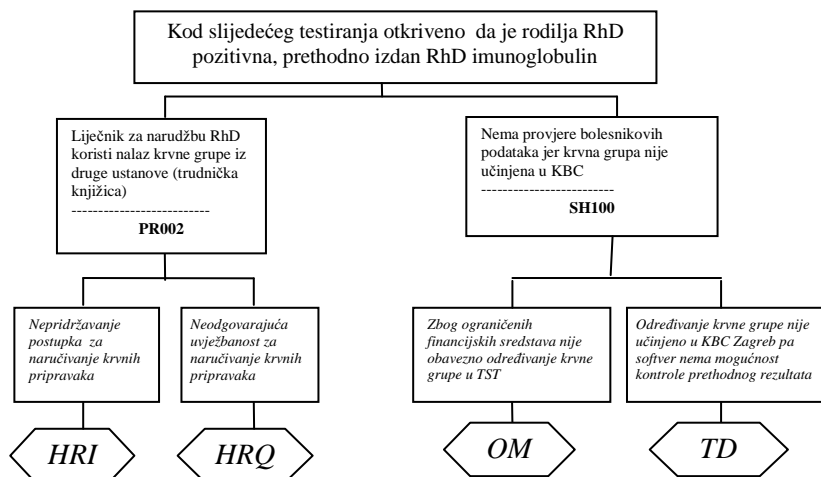 Kod slijedećeg testiranja otkriveno da je rodilja RhD
pozitivna, prethodno izdan RhD imunoglobulin
Liječnik za narudžbu RhD
koristi nalaz krvne grupe iz
druge ustanove (trudnička
knjižica)
--------------------------
PR002
Nema provjere bolesnikovih
podataka jer krvna grupa nije
učinjena u KBC
-------------------------
SH100
Nepridržavanje
postupka za
naručivanje krvnih
pripravaka
Neodgovarajuća
uvježbanost za
naručivanje krvnih
pripravaka
Zbog ograničenih
financijskih sredstava nije
obavezno određivanje krvne
grupe u TST
Određivanje krvne grupe nije
učinjeno u KBC Zagreb pa
softver nema mogućnost
kontrole prethodnog rezultata
HRI
HRQ
OM
TD